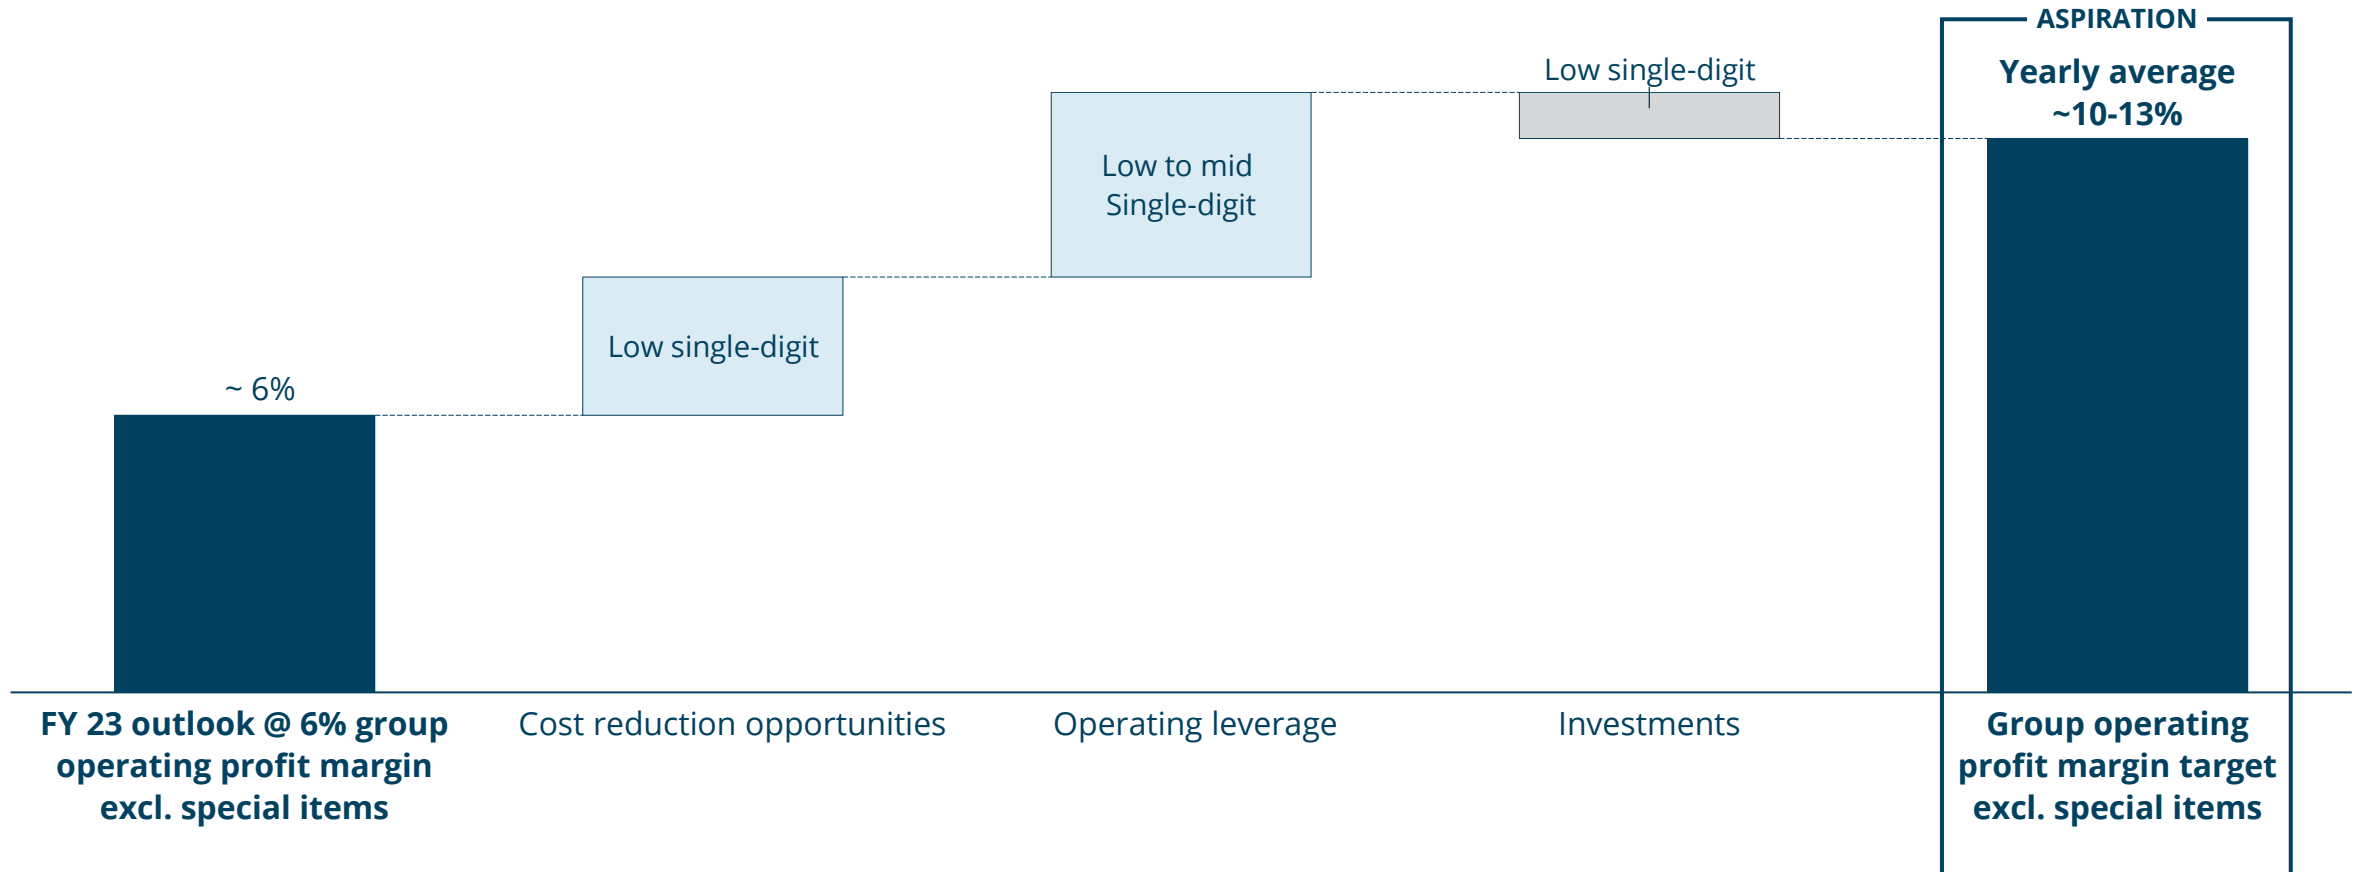 ASPIRATION
Yearly average
~10-13%
Low single-digit
Low to mid
Single-digit
Low single-digit
~ 6%
FY 23 outlook @ 6% group
operating profit margin
excl. special items
Cost reduction opportunities
Operating leverage
Investments
Group operating
profit margin target
excl. special items